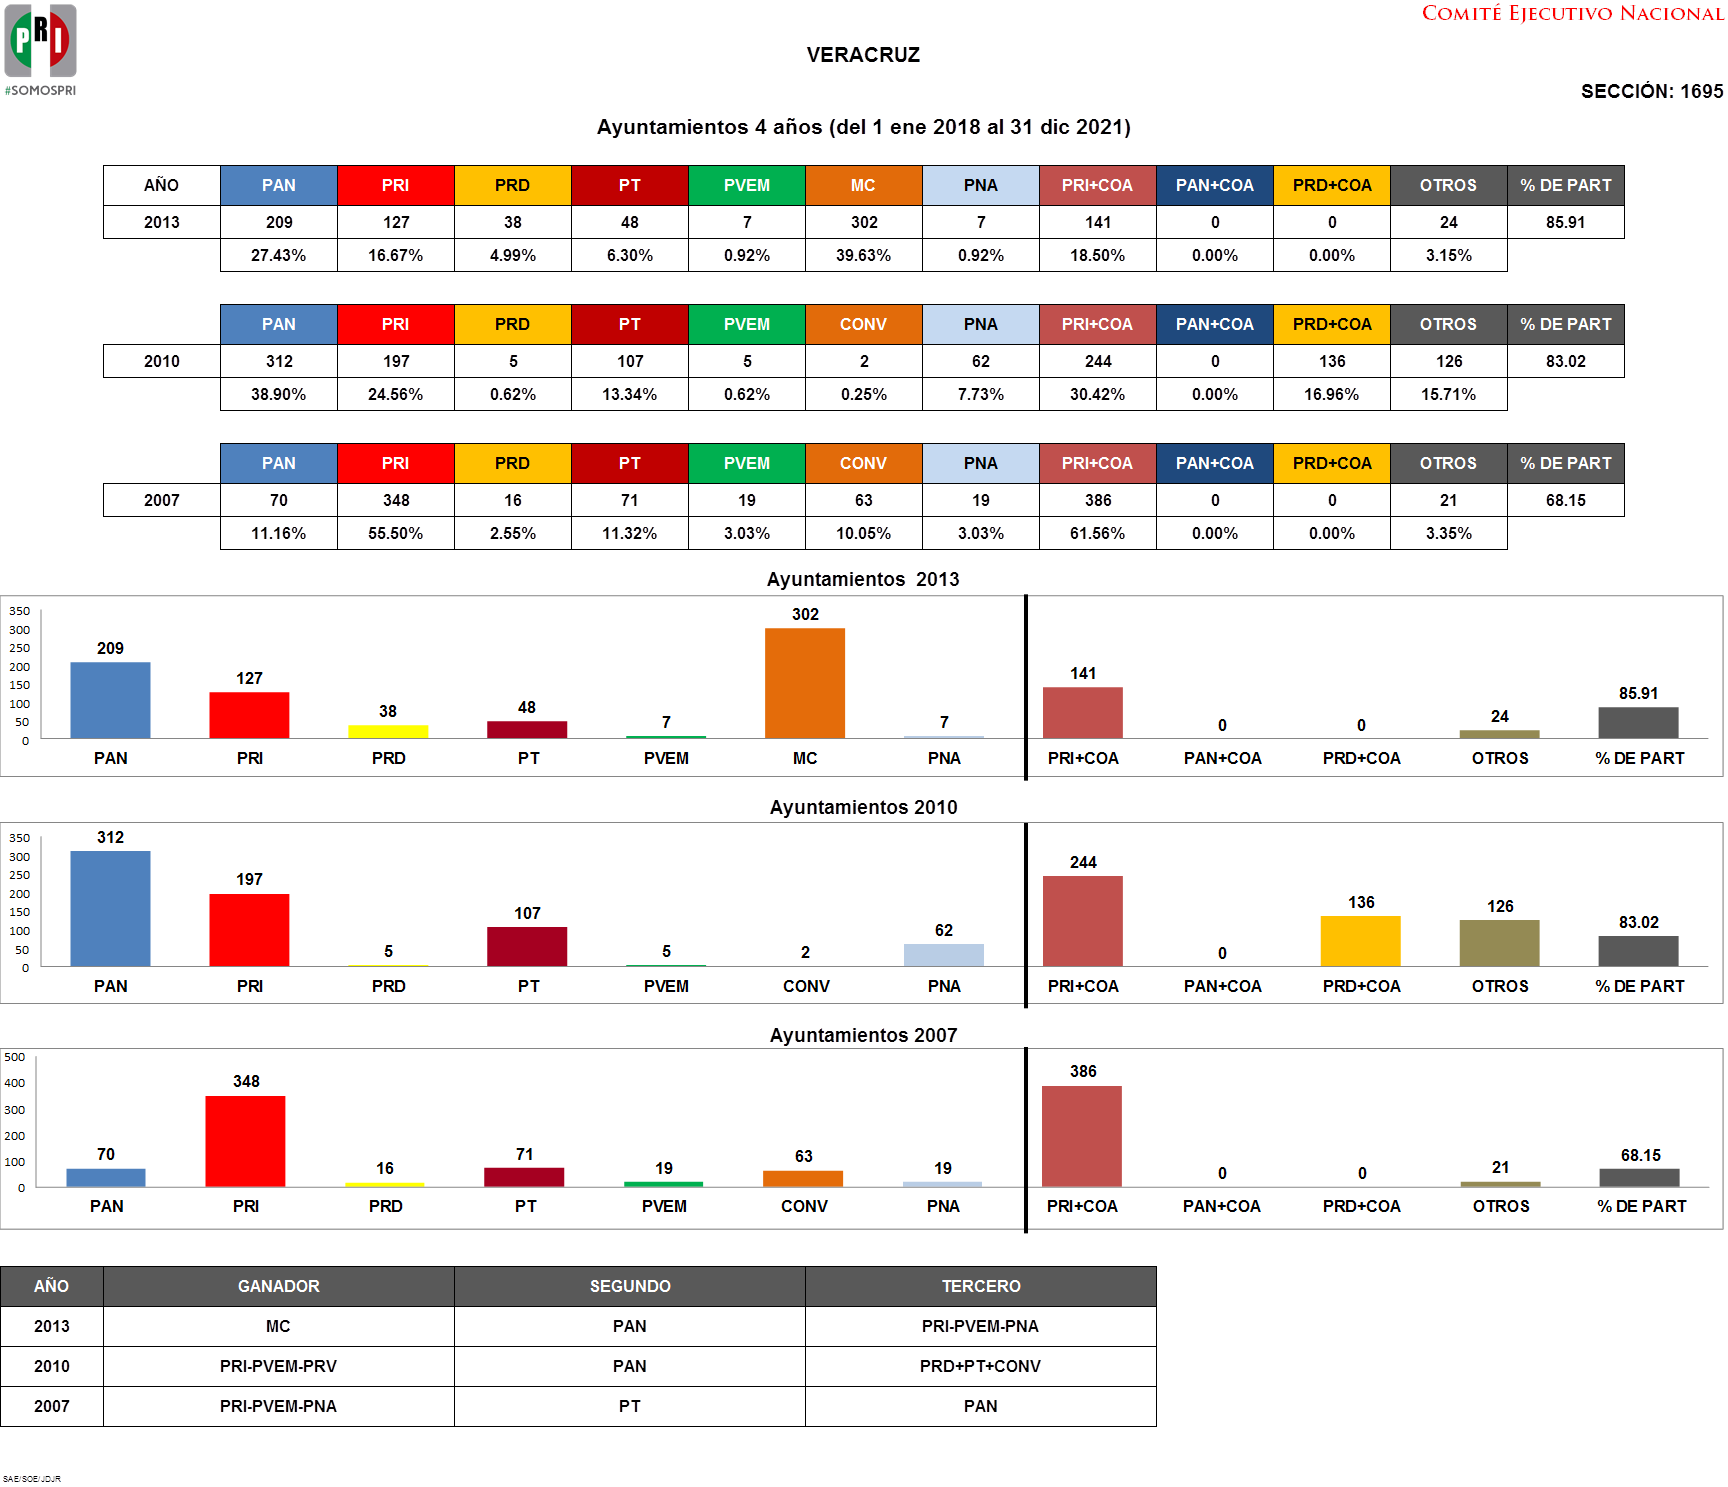 PRI
#SOMOSPRI
COMITÉ EJECUTIVO NACIONAL
VERACRUZ
SECCIÓN: 1695
Ayuntamientos 4 años (del 1 ene 2018 al 31 dic 2021)
AÑO PAN PRI PRD PT PVEM MC PNA PRI+COA PAN+COA PRD+COA OTROS % DE PART
2013 209 127 38 48 7 302 7 141 0 0 24 85.91
27.43% 16.67% 4.99% 6.30% 0.92% 39.63% 0.92% 18.50% 0.00% 0.00% 3.15%
PAN PRI PRD PT PVEM CONV PNA PRI+COA PAN+COA PRD+COA OTROS % DE PART
2010 312 197 5 107 5 2 62 244 0 136 126 83.02
38.90% 24.56% 0.62% 13.34% 0.62% 0.25% 7.73% 30.42% 0.00% 16.96% 15.71%
PAN PRI PRD PT PVEM CONV PNA PRI+COA PAN+COA PRD+COA OTROS % DE PART
2007 70 348 16 71 19 63 19 386 0 0 21 68.15
11.16% 55.50% 2.55% 11.32% 3.03% 10.05% 3.03% 61.56% 0.00% 0.00% 3.35%
Ayuntamientos 2013
350
300
250
200
150
100
50
0
209 127 38 48 7 302 7 141 0 0 24 85.91
PAN PRI PRD PT PVEM MC PNA PRI+COA PAN+COA PRD+COA OTROS % DE PART
Ayuntamientos 2010
350
300
250
200
150
100
50
0
312 197 5 107 5 2 62 244 0 136 126 83.02
PAN PRI PRD PT PVEM CONV PNA PRI+COA PAN+COA PRD+COA OTROS % DE PART
Ayuntamientos 2007
500
400
300
200
100
0
70 348 16 71 19 63 19 386 0 0 21 68.15
PAN PRI PRD PT PVEM CONV PNA PRI+COA PAN+COA PRD+COA OTROS % DE PART
AÑO GANADOR SEGUNDO TERCERO
2013 MC PAN PRI-PVEM-PNA
2010 PRI-PVEM-PRV PAN PRD+PT+CONV
2007 PRI-PVEM-PNA PT PAN
SAE/SOE/JDJR